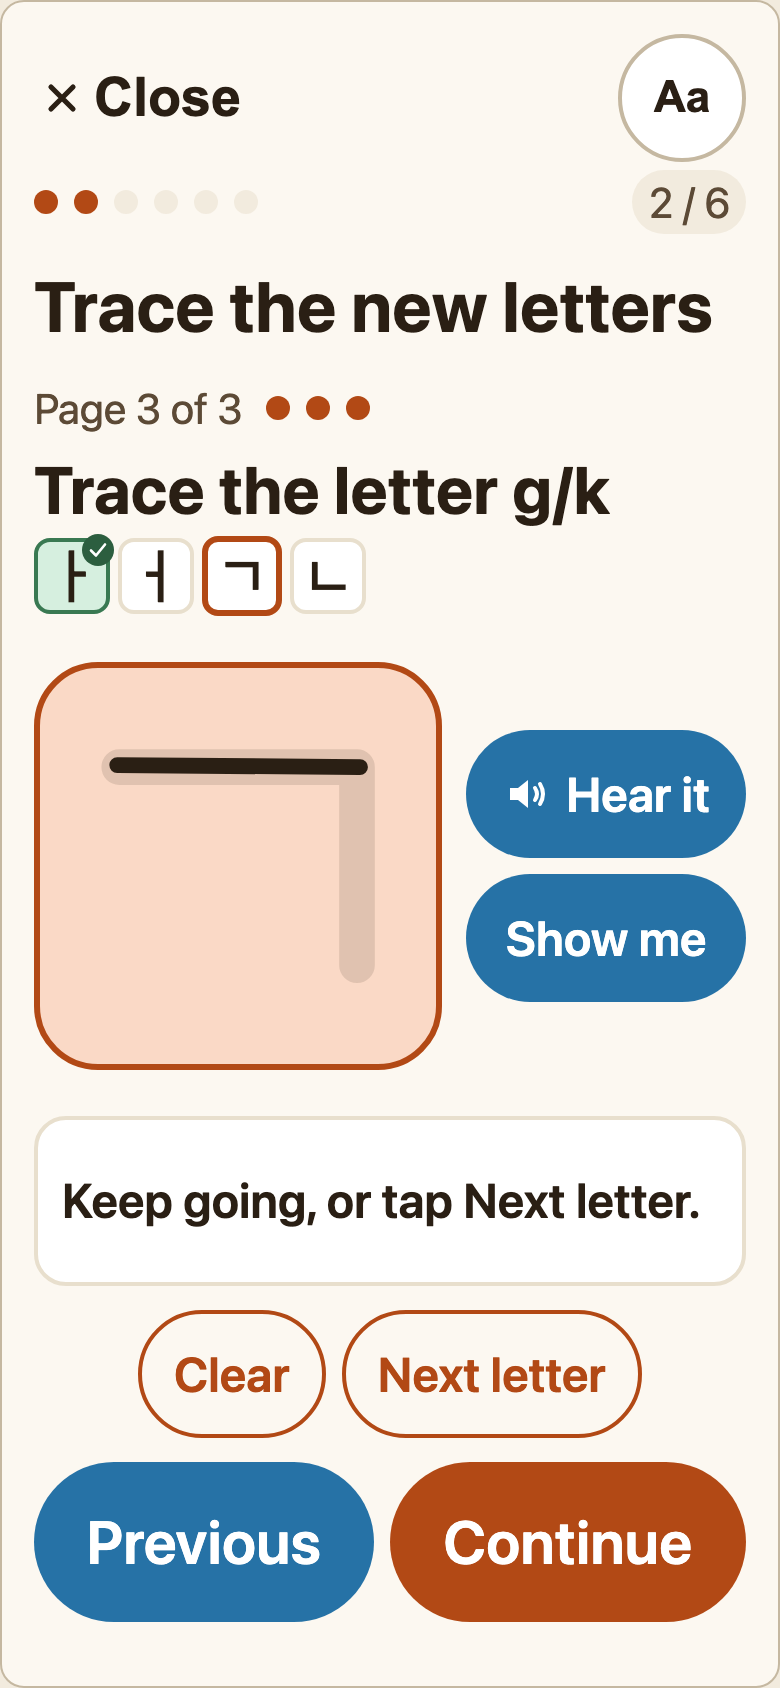 × Close
Aa
2 / 6
Trace the new letters
Page 3 of 3
Trace the letter g/k
ㅏ ㅓ ㄱ ㄴ
ㄱ
Hear it
Show me
Keep going, or tap Next letter.
Clear
Next letter
Previous
Continue